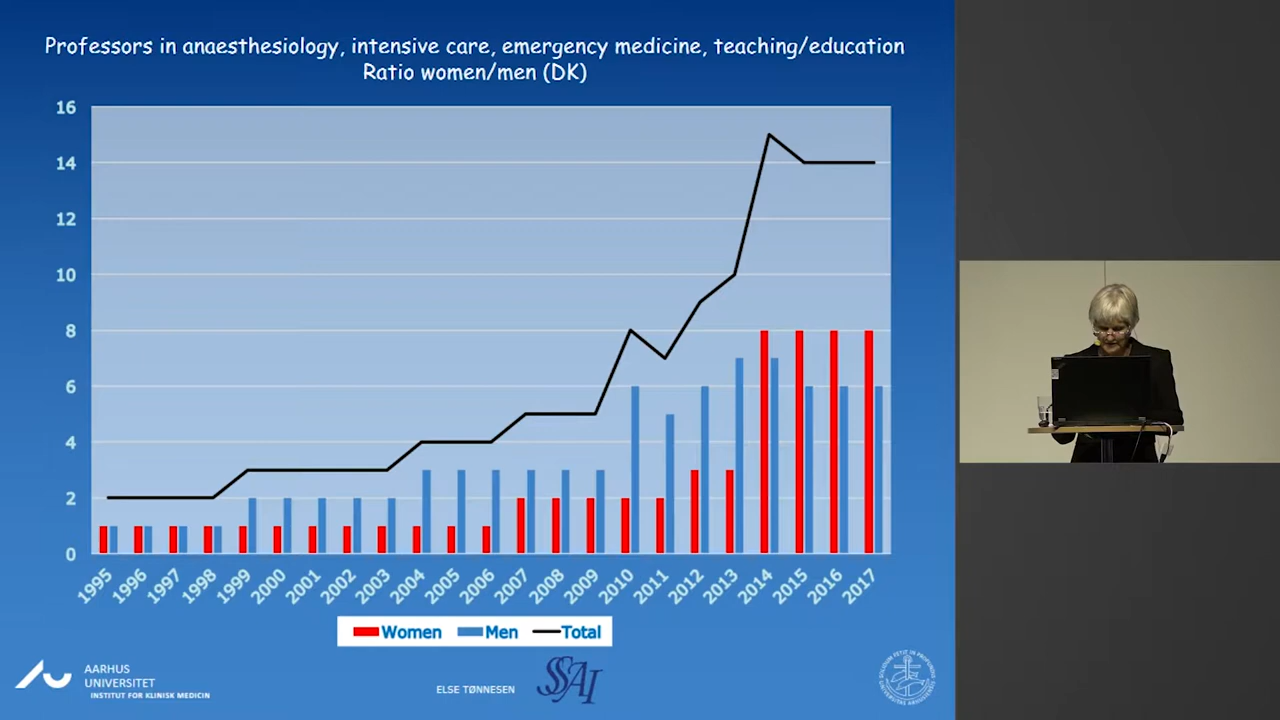 Professors in anaesthesiology, intensive care, emergency medicine, teaching/education
Ratio women/men (DK)
16
14
12
10
8
6
4
2
0
1995 1996 1997 1998 1999 2000 2001 2002 2003 2004 2005 2006 2007 2008 2009 2010 2011 2012 2013 2014 2015 2016 2017
Women Men Total
AARHUS
UNIVERSITET
INSTITUT FOR KLINISK MEDICIN
ELSE TØNNESEN
SSAI